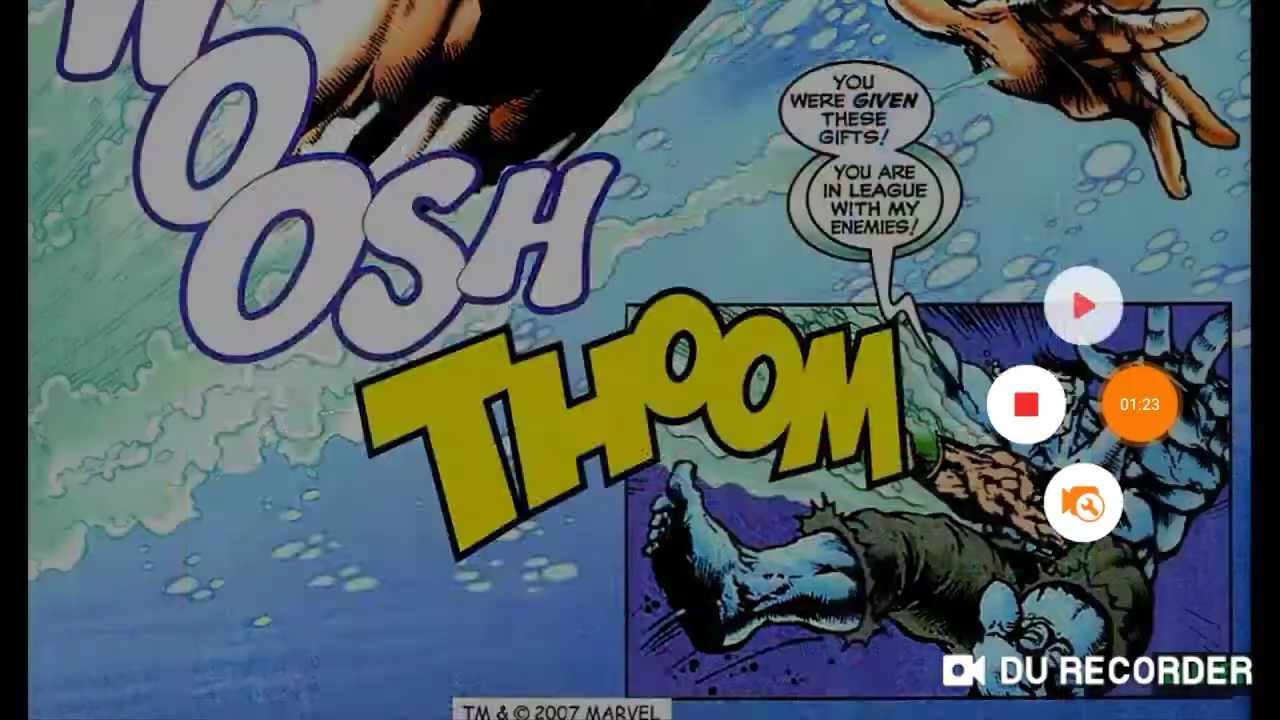 OOSH
YOU
WERE GIVEN
THESE
GIFTS!
YOU ARE
IN LEAGUE
WITH MY
ENEMIES!
THOOM
01:23
DU RECORDER
TM & © 2007 MARVEL